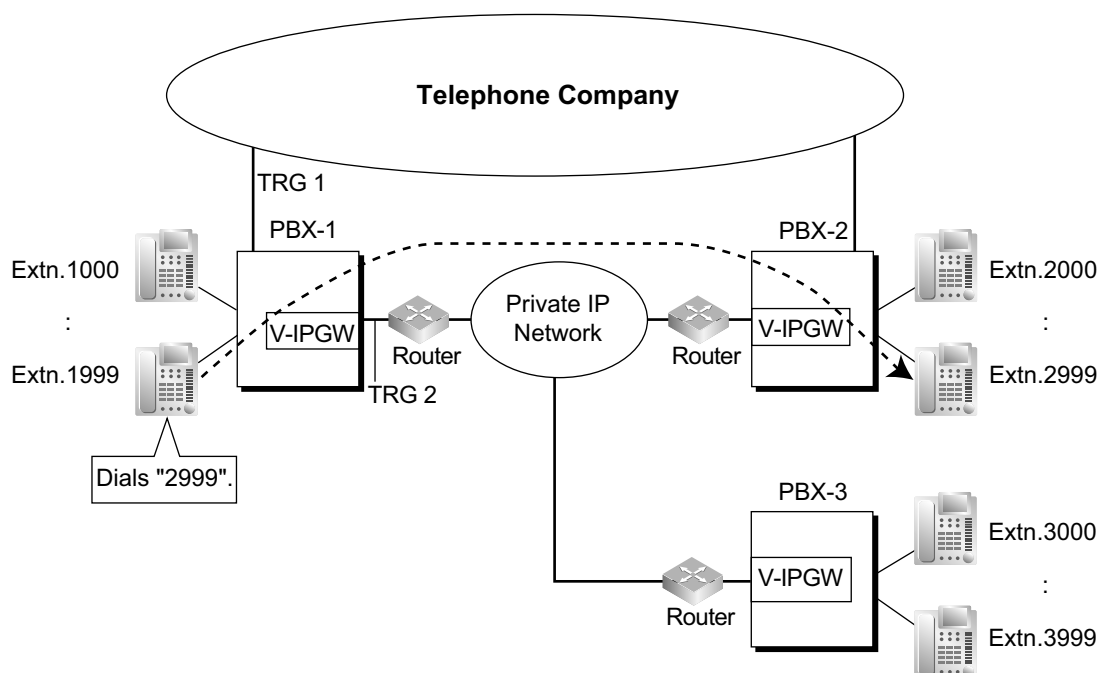 Telephone Company
TRG 1
PBX-1
PBX-2
Extn.1000
:
Extn.1999
V-IPGW
Router
TRG 2
Private IP
Network
Router
V-IPGW
Extn.2000
:
Extn.2999
Dials "2999".
PBX-3
V-IPGW
Router
Extn.3000
:
Extn.3999